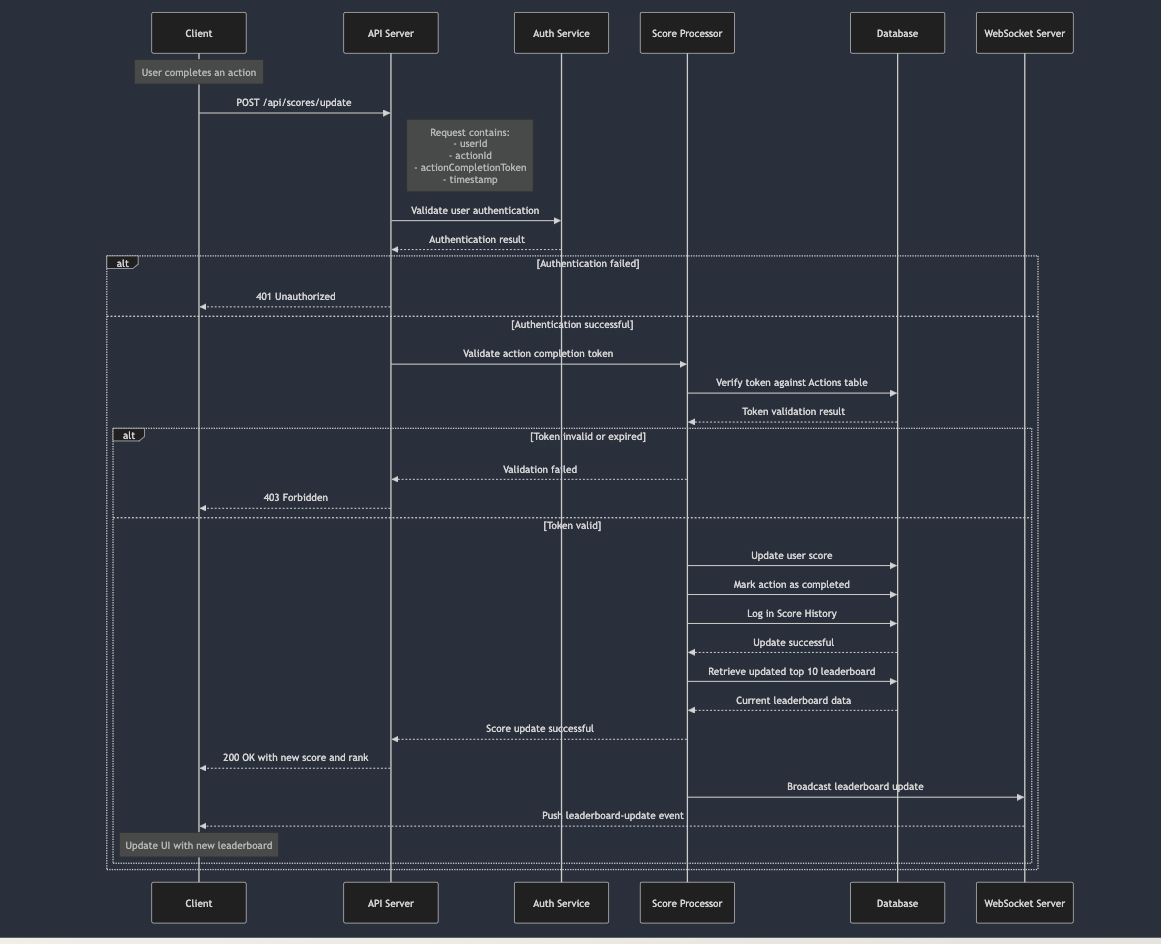 Client
API Server
Auth Service
Score Processor
Database
WebSocket Server
User completes an action
POST /api/scores/update
Request contains:
- userId
- actionId
- actionCompletionToken
- timestamp
Validate user authentication
Authentication result
alt
[Authentication failed]
401 Unauthorized
[Authentication successful]
Validate action completion token
Verify token against Actions table
Token validation result
alt
[Token invalid or expired]
Validation failed
403 Forbidden
[Token valid]
Update user score
Mark action as completed
Log in Score History
Update successful
Retrieve updated top 10 leaderboard
Current leaderboard data
Score update successful
200 OK with new score and rank
Broadcast leaderboard update
Push leaderboard-update event
Update UI with new leaderboard
Client
API Server
Auth Service
Score Processor
Database
WebSocket Server